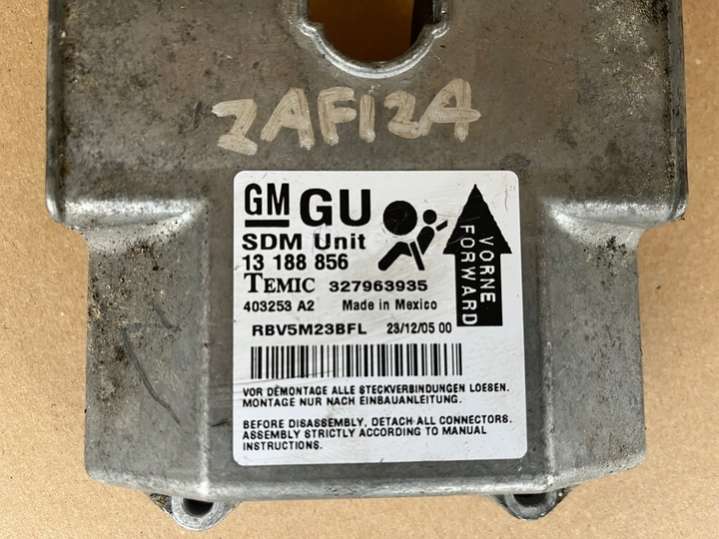 ZAFIZA
GM GU
SDM Unit
13 188 856
TEMIC 327963935
403253 A2 Made in Mexico
RBV5M23BFL 23/12/05 00
VORNE
FORWARD
VOR DEMONTAGE ALLE STECKVERBINDUNGEN LOESEN.
MONTAGE NUR NACH EINBAUANLEITUNG.
BEFORE DISASSEMBLY, DETACH ALL CONNECTORS.
ASSEMBLY STRICTLY ACCORDING TO MANUAL
INSTRUCTIONS.